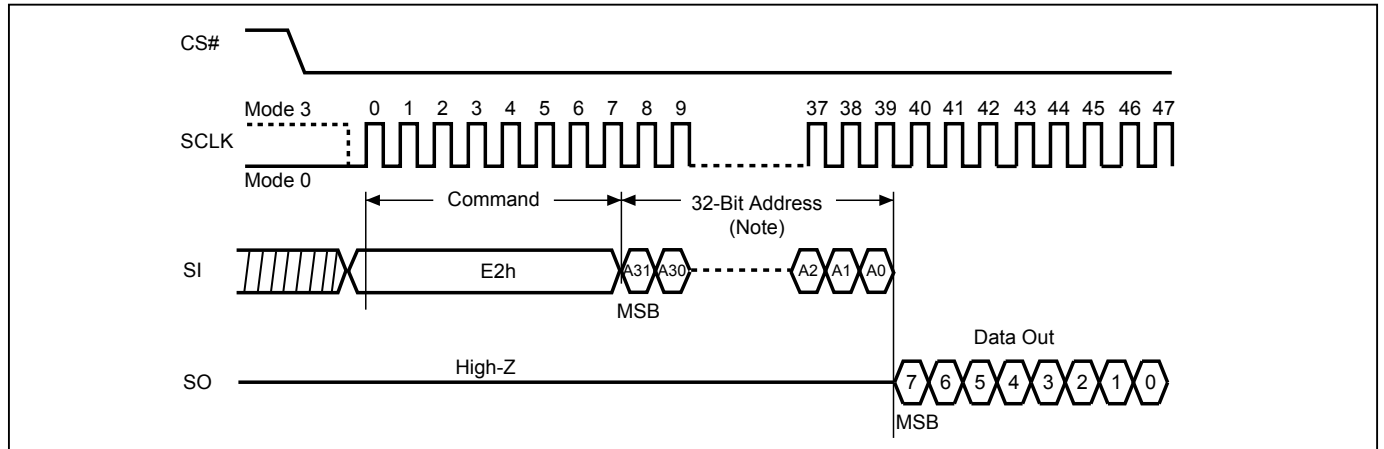 CS#
Mode 3
0 1 2 3 4 5 6 7 8 9 37 38 39 40 41 42 43 44 45 46 47
SCLK
Mode 0
Command
32-Bit Address
(Note)
SI
E2h
A31 A30 A2 A1 A0
MSB
Data Out
High-Z
SO
7 6 5 4 3 2 1 0
MSB